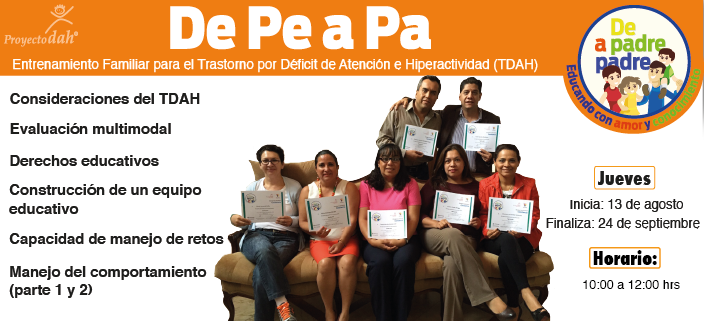 Proyecto dah®
De Pe a Pa
Entrenamiento Familiar para el Trastorno por Déficit de Atención e Hiperactividad (TDAH)
De
a padre
padre
Educando con amor y
Consideraciones del TDAH
Evaluación multimodal
Derechos educativos
Construcción de un equipo
educativo
Capacidad de manejo de retos
Manejo del comportamiento
(parte 1 y 2)
Jueves
Inicia: 13 de agosto
Finaliza: 24 de septiembre
Horario:
10:00 a 12:00 hrs